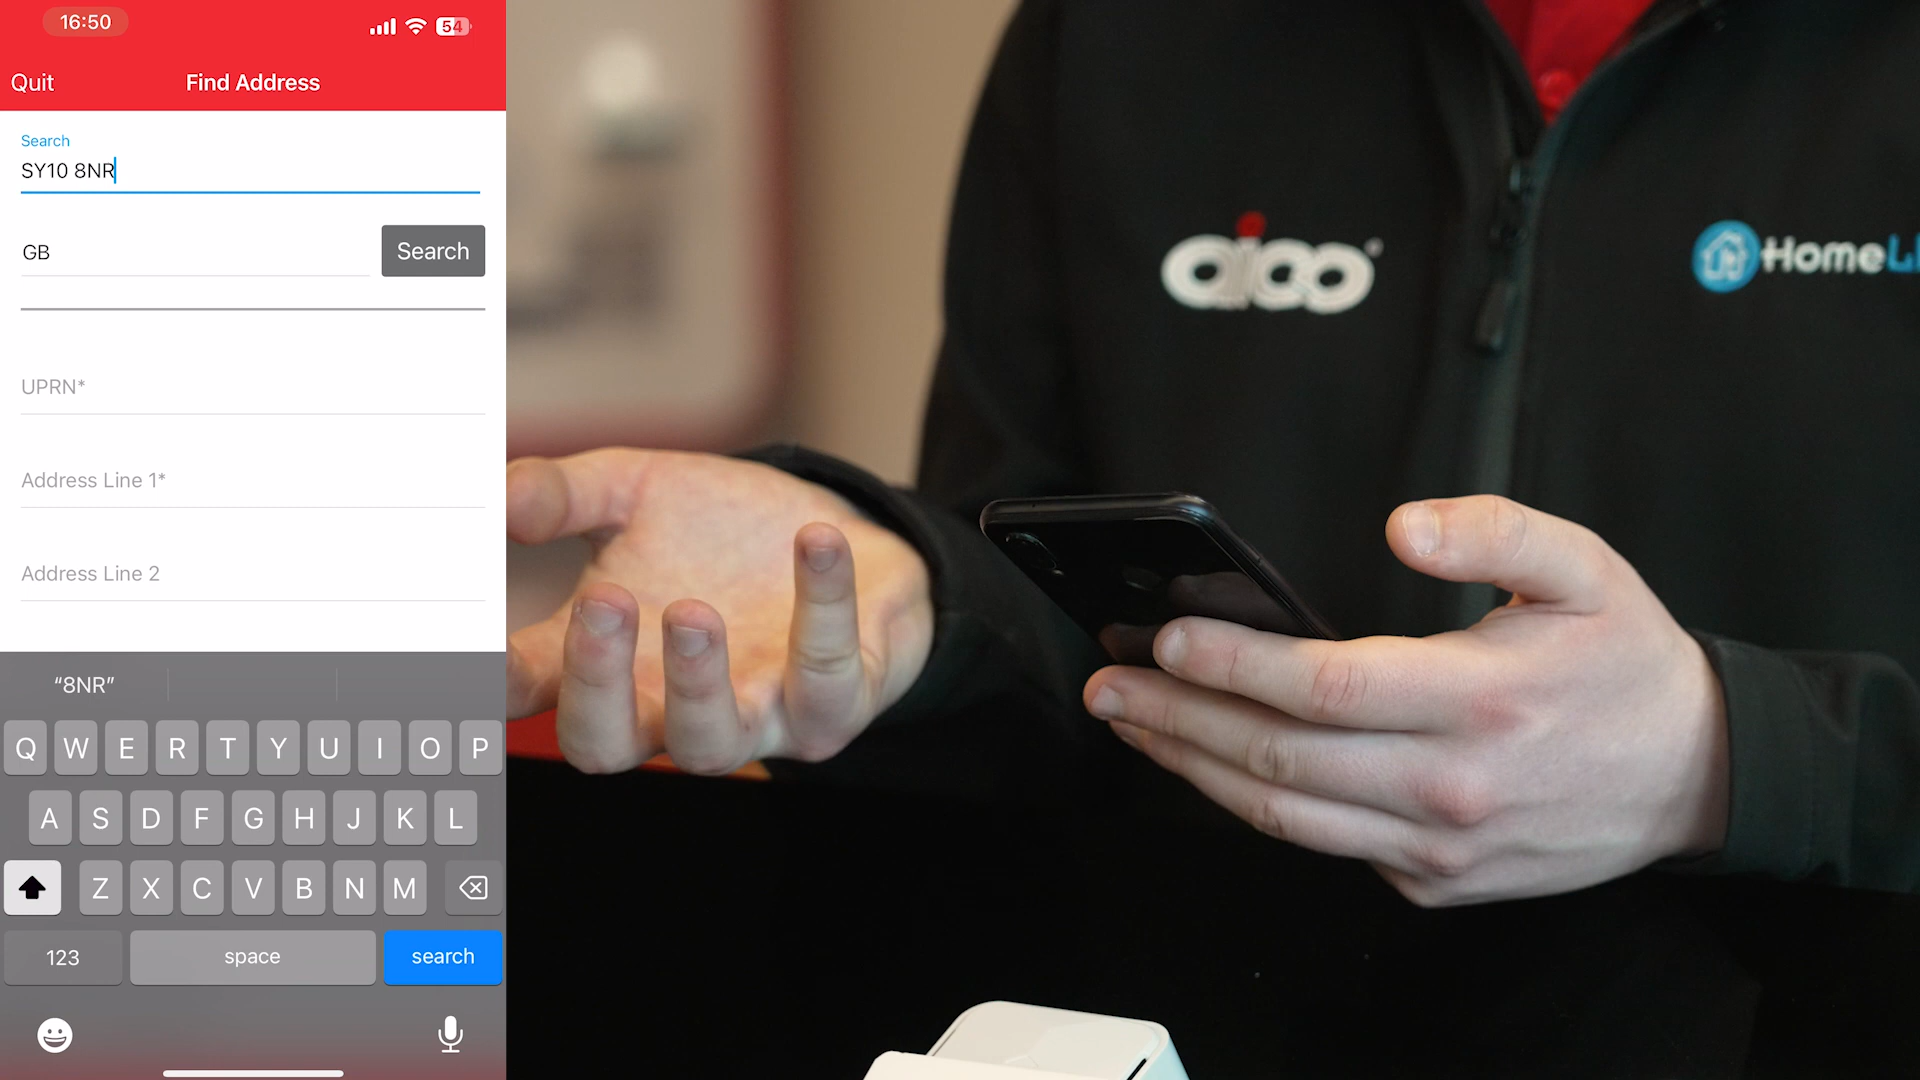 16:50
54
Quit
Find Address
Search
SY10 8NR
GB
Search
UPRN*
Address Line 1*
Address Line 2
“8NR”
Q W E R T Y U I O P
A S D F G H J K L
Z X C V B N M
123
space
search
aico
HomeLi